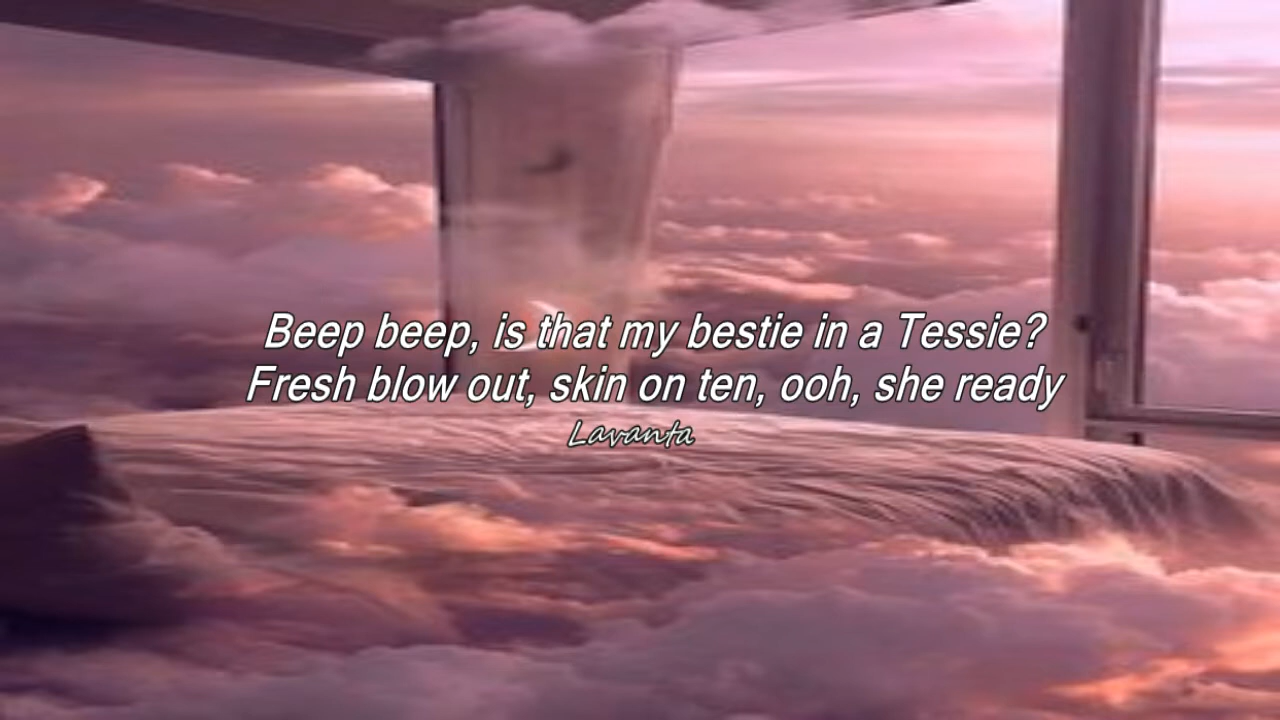 Beep beep, is that my bestie in a Tessie?
Fresh blow out, skin on ten, ooh, she ready
Lavanta